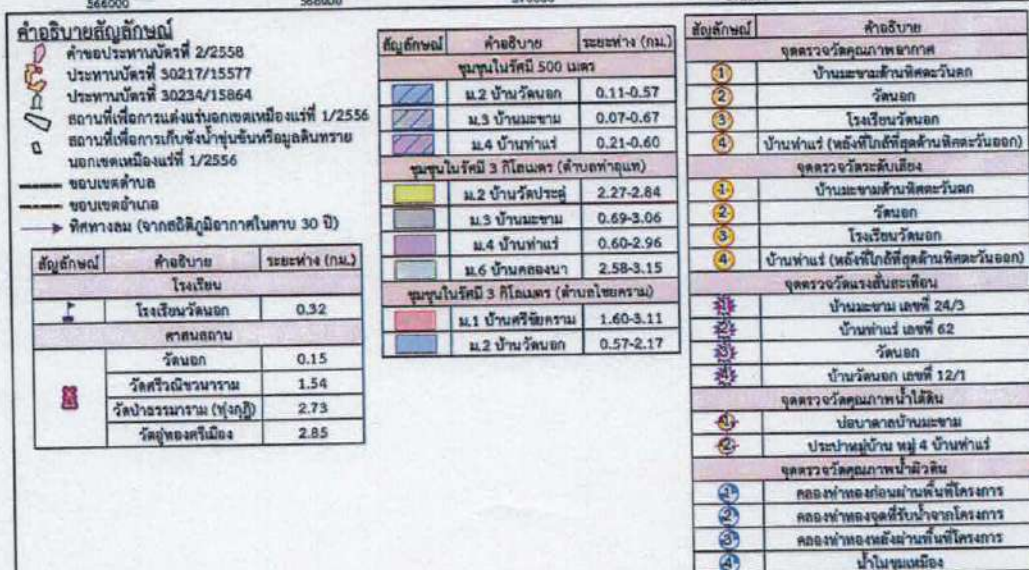 566000
คำอธิบายสัญลักษณ์
คำขอประทานบัตรที่ 2/2558
ประทานบัตรที่ 30217/15577
ประทานบัตรที่ 30234/15864
สถานที่เพื่อการแต่งแร่นอกเขตเหมืองแร่ที่ 1/2556
สถานที่เพื่อการเก็บขังน้ำขุ่นข้นหรือมูลดินทราย
นอกเขตเหมืองแร่ที่ 1/2556
ขอบเขตตำบล
ขอบเขตอำเภอ
ทิศทางลม (จากสถิติภูมิอากาศในคาบ 30 ปี)
สัญลักษณ์ คำอธิบาย ระยะห่าง (กม.)
โรงเรียน
โรงเรียนวัดนอก 0.32
ศาสนสถาน
วัดนอก 0.15
วัดศรีวณิชวนาราม 1.54
วัดป่าธรรมาราม (ทุ่งกุฏิ) 2.73
วัดอู่ทองศรีเมือง 2.85
สัญลักษณ์ คำอธิบาย ระยะห่าง (กม.)
ชุมชนในรัศมี 500 เมตร
ม.2 บ้านวัดนอก 0.11-0.57
ม.3 บ้านมะขาม 0.07-0.67
ม.4 บ้านท่าแร่ 0.21-0.60
ชุมชนในรัศมี 3 กิโลเมตร (ตำบลท่าอุแท)
ม.2 บ้านวัดประดู่ 2.27-2.84
ม.3 บ้านมะขาม 0.69-3.06
ม.4 บ้านท่าแร่ 0.60-2.96
ม.6 บ้านคลองนา 2.58-3.15
ชุมชนในรัศมี 3 กิโลเมตร (ตำบลไชยคราม)
ม.1 บ้านศรีชัยคราม 1.60-3.11
ม.2 บ้านวัดนอก 0.57-2.17
สัญลักษณ์ คำอธิบาย
จุดตรวจวัดคุณภาพอากาศ
1 บ้านมะขามด้านทิศตะวันตก
2 วัดนอก
3 โรงเรียนวัดนอก
4 บ้านท่าแร่ (หลังที่ใกล้ที่สุดด้านทิศตะวันออก)
จุดตรวจวัดระดับเสียง
1 บ้านมะขามด้านทิศตะวันตก
2 วัดนอก
3 โรงเรียนวัดนอก
4 บ้านท่าแร่ (หลังที่ใกล้ที่สุดด้านทิศตะวันออก)
จุดตรวจวัดแรงสั่นสะเทือน
1 บ้านมะขาม เลขที่ 24/3
2 บ้านท่าแร่ เลขที่ 62
3 วัดนอก
4 บ้านวัดนอก เลขที่ 12/1
จุดตรวจวัดคุณภาพน้ำใต้ดิน
1 บ่อบาดาลบ้านมะขาม
2 ประปาหมู่บ้าน หมู่ 4 บ้านท่าแร่
จุดตรวจวัดคุณภาพน้ำผิวดิน
1 คลองท่าทองก่อนผ่านพื้นที่โครงการ
2 คลองท่าทองจุดที่รับน้ำจากโครงการ
3 คลองท่าทองหลังผ่านพื้นที่โครงการ
4 น้ำในขุมเหมือง